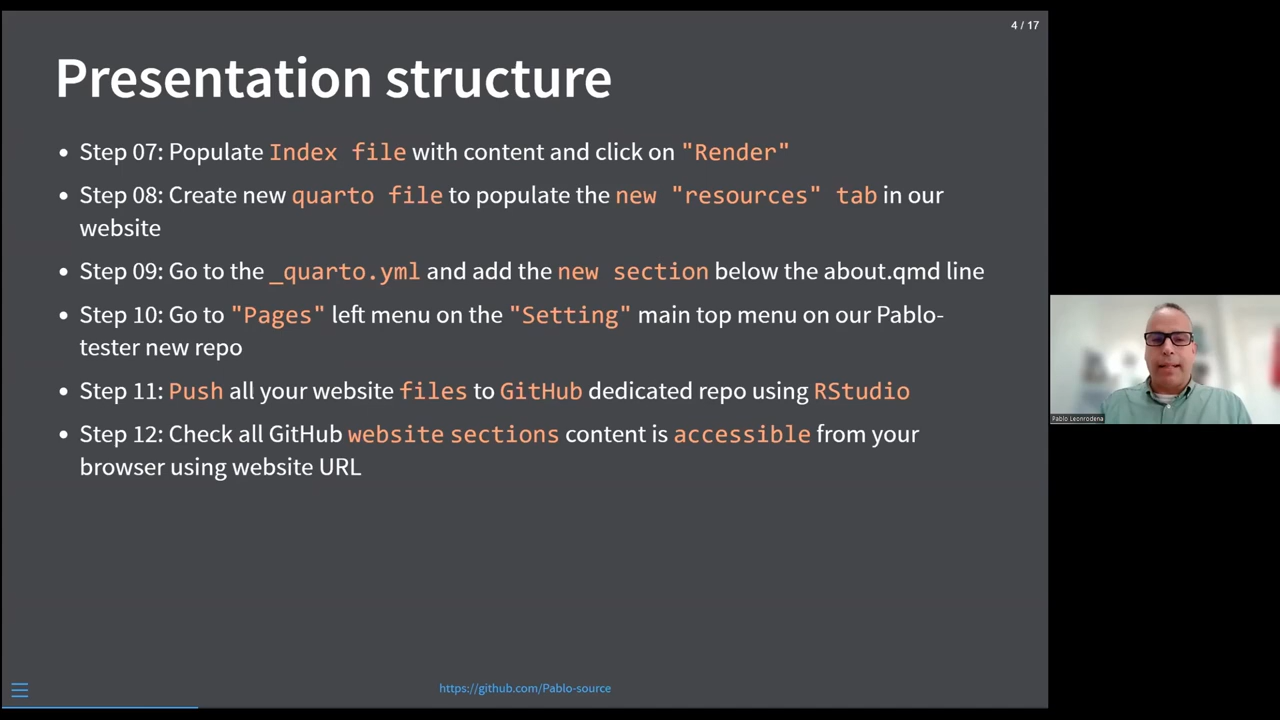 4 / 17
Presentation structure
• Step 07: Populate Index file with content and click on "Render"
• Step 08: Create new quarto file to populate the new "resources" tab in our
website
• Step 09: Go to the _quarto.yml and add the new section below the about.qmd line
• Step 10: Go to "Pages" left menu on the "Setting" main top menu on our Pablo-
tester new repo
• Step 11: Push all your website files to GitHub dedicated repo using RStudio
• Step 12: Check all GitHub website sections content is accessible from your
browser using website URL
Pablo Leonrodena
https://github.com/Pablo-source